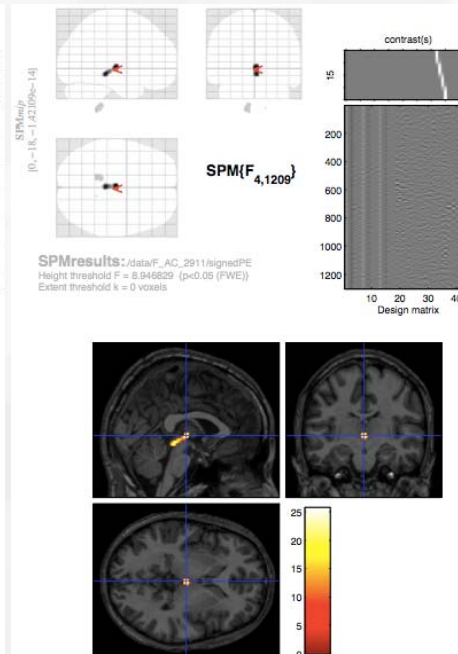 SPMmip
[0, −18, −1.42109e−14]
SPM{F4,1209}
contrast(s)
15
200
400
600
800
1000
1200
10 20 30 40
Design matrix
SPMresults: ./data/F_AC_2911/signedPE
Height threshold F = 8.946829 {p<0.05 (FWE)}
Extent threshold k = 0 voxels
25
20
15
10
5
0